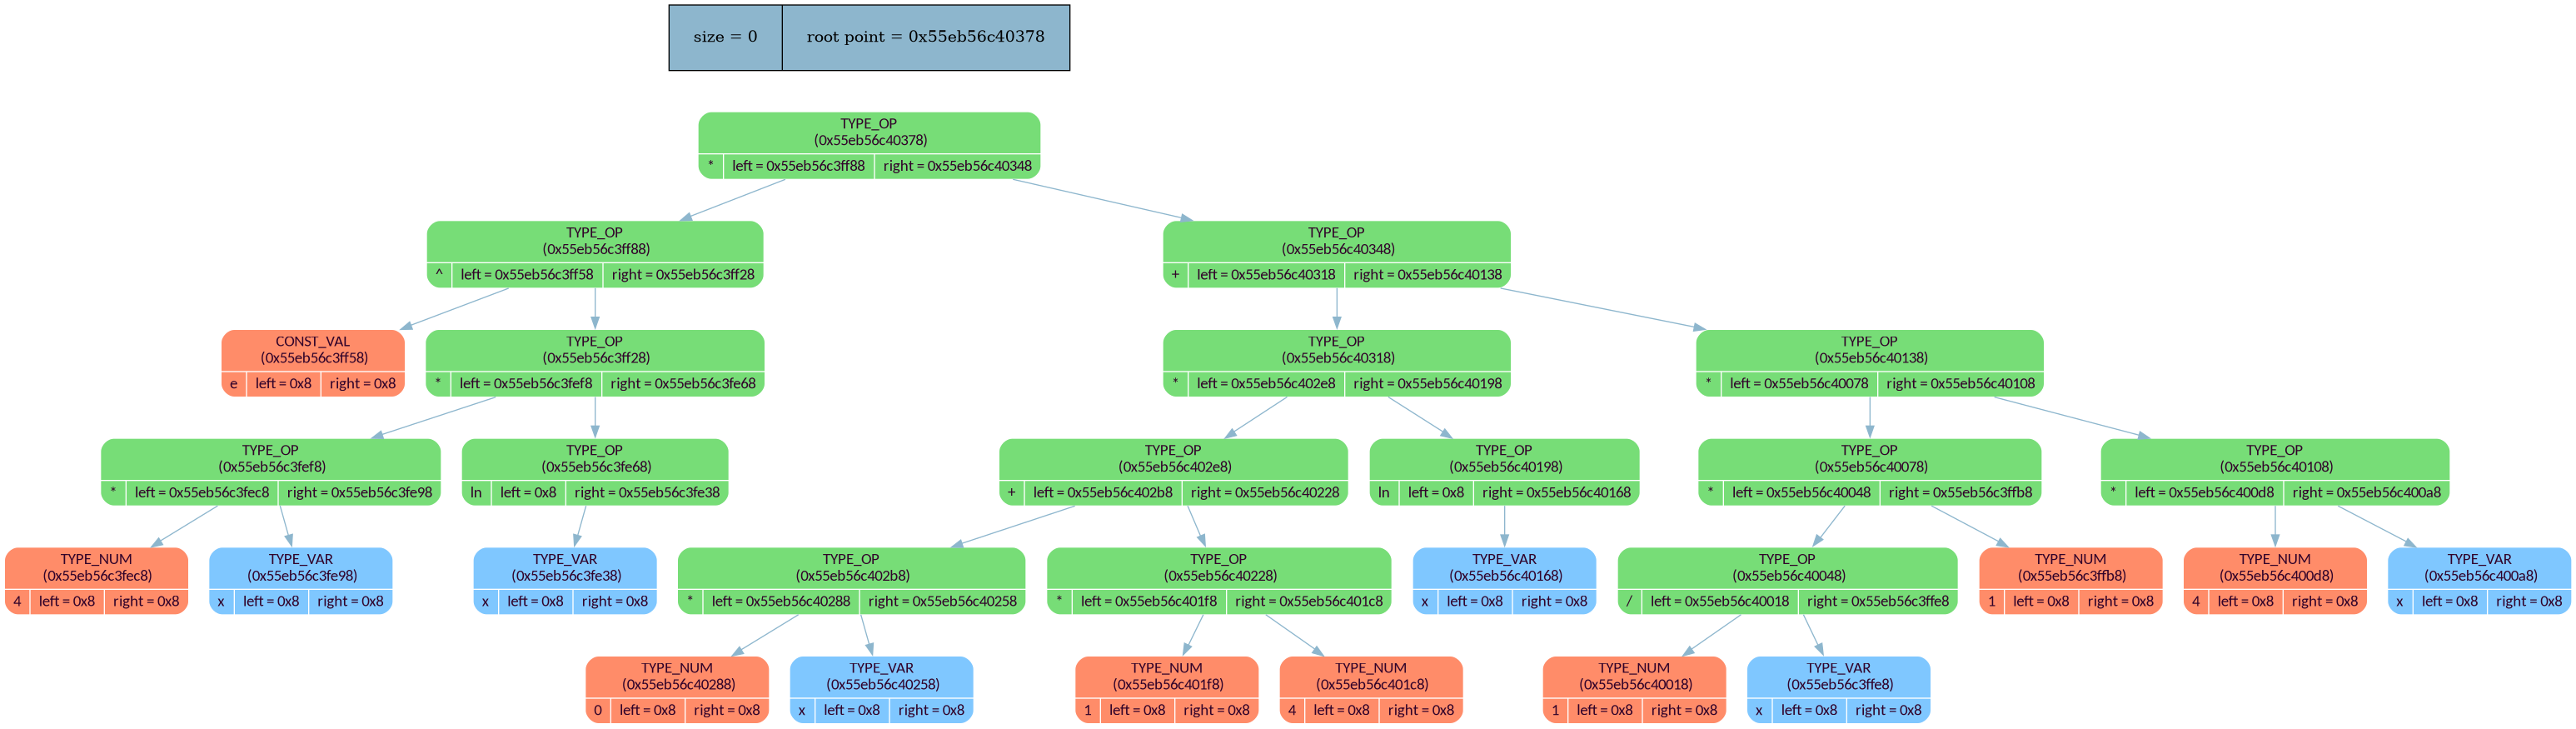 size = 0 root point = 0x55eb56c40378
TYPE_OP
(0x55eb56c40378)
* left = 0x55eb56c3ff88 right = 0x55eb56c40348
TYPE_OP
(0x55eb56c3ff88)
^ left = 0x55eb56c3ff58 right = 0x55eb56c3ff28
TYPE_OP
(0x55eb56c40348)
+ left = 0x55eb56c40318 right = 0x55eb56c40138
CONST_VAL
(0x55eb56c3ff58)
e left = 0x8 right = 0x8
TYPE_OP
(0x55eb56c3ff28)
* left = 0x55eb56c3fef8 right = 0x55eb56c3fe68
TYPE_OP
(0x55eb56c40318)
* left = 0x55eb56c402e8 right = 0x55eb56c40198
TYPE_OP
(0x55eb56c40138)
* left = 0x55eb56c40078 right = 0x55eb56c40108
TYPE_OP
(0x55eb56c3fef8)
* left = 0x55eb56c3fec8 right = 0x55eb56c3fe98
TYPE_OP
(0x55eb56c3fe68)
ln left = 0x8 right = 0x55eb56c3fe38
TYPE_OP
(0x55eb56c402e8)
+ left = 0x55eb56c402b8 right = 0x55eb56c40228
TYPE_OP
(0x55eb56c40198)
ln left = 0x8 right = 0x55eb56c40168
TYPE_OP
(0x55eb56c40078)
* left = 0x55eb56c40048 right = 0x55eb56c3ffb8
TYPE_OP
(0x55eb56c40108)
* left = 0x55eb56c400d8 right = 0x55eb56c400a8
TYPE_NUM
(0x55eb56c3fec8)
4 left = 0x8 right = 0x8
TYPE_VAR
(0x55eb56c3fe98)
x left = 0x8 right = 0x8
TYPE_VAR
(0x55eb56c3fe38)
x left = 0x8 right = 0x8
TYPE_OP
(0x55eb56c402b8)
* left = 0x55eb56c40288 right = 0x55eb56c40258
TYPE_OP
(0x55eb56c40228)
* left = 0x55eb56c401f8 right = 0x55eb56c401c8
TYPE_VAR
(0x55eb56c40168)
x left = 0x8 right = 0x8
TYPE_OP
(0x55eb56c40048)
/ left = 0x55eb56c40018 right = 0x55eb56c3ffe8
TYPE_NUM
(0x55eb56c3ffb8)
1 left = 0x8 right = 0x8
TYPE_NUM
(0x55eb56c400d8)
4 left = 0x8 right = 0x8
TYPE_VAR
(0x55eb56c400a8)
x left = 0x8 right = 0x8
TYPE_NUM
(0x55eb56c40288)
0 left = 0x8 right = 0x8
TYPE_VAR
(0x55eb56c40258)
x left = 0x8 right = 0x8
TYPE_NUM
(0x55eb56c401f8)
1 left = 0x8 right = 0x8
TYPE_NUM
(0x55eb56c401c8)
4 left = 0x8 right = 0x8
TYPE_NUM
(0x55eb56c40018)
1 left = 0x8 right = 0x8
TYPE_VAR
(0x55eb56c3ffe8)
x left = 0x8 right = 0x8